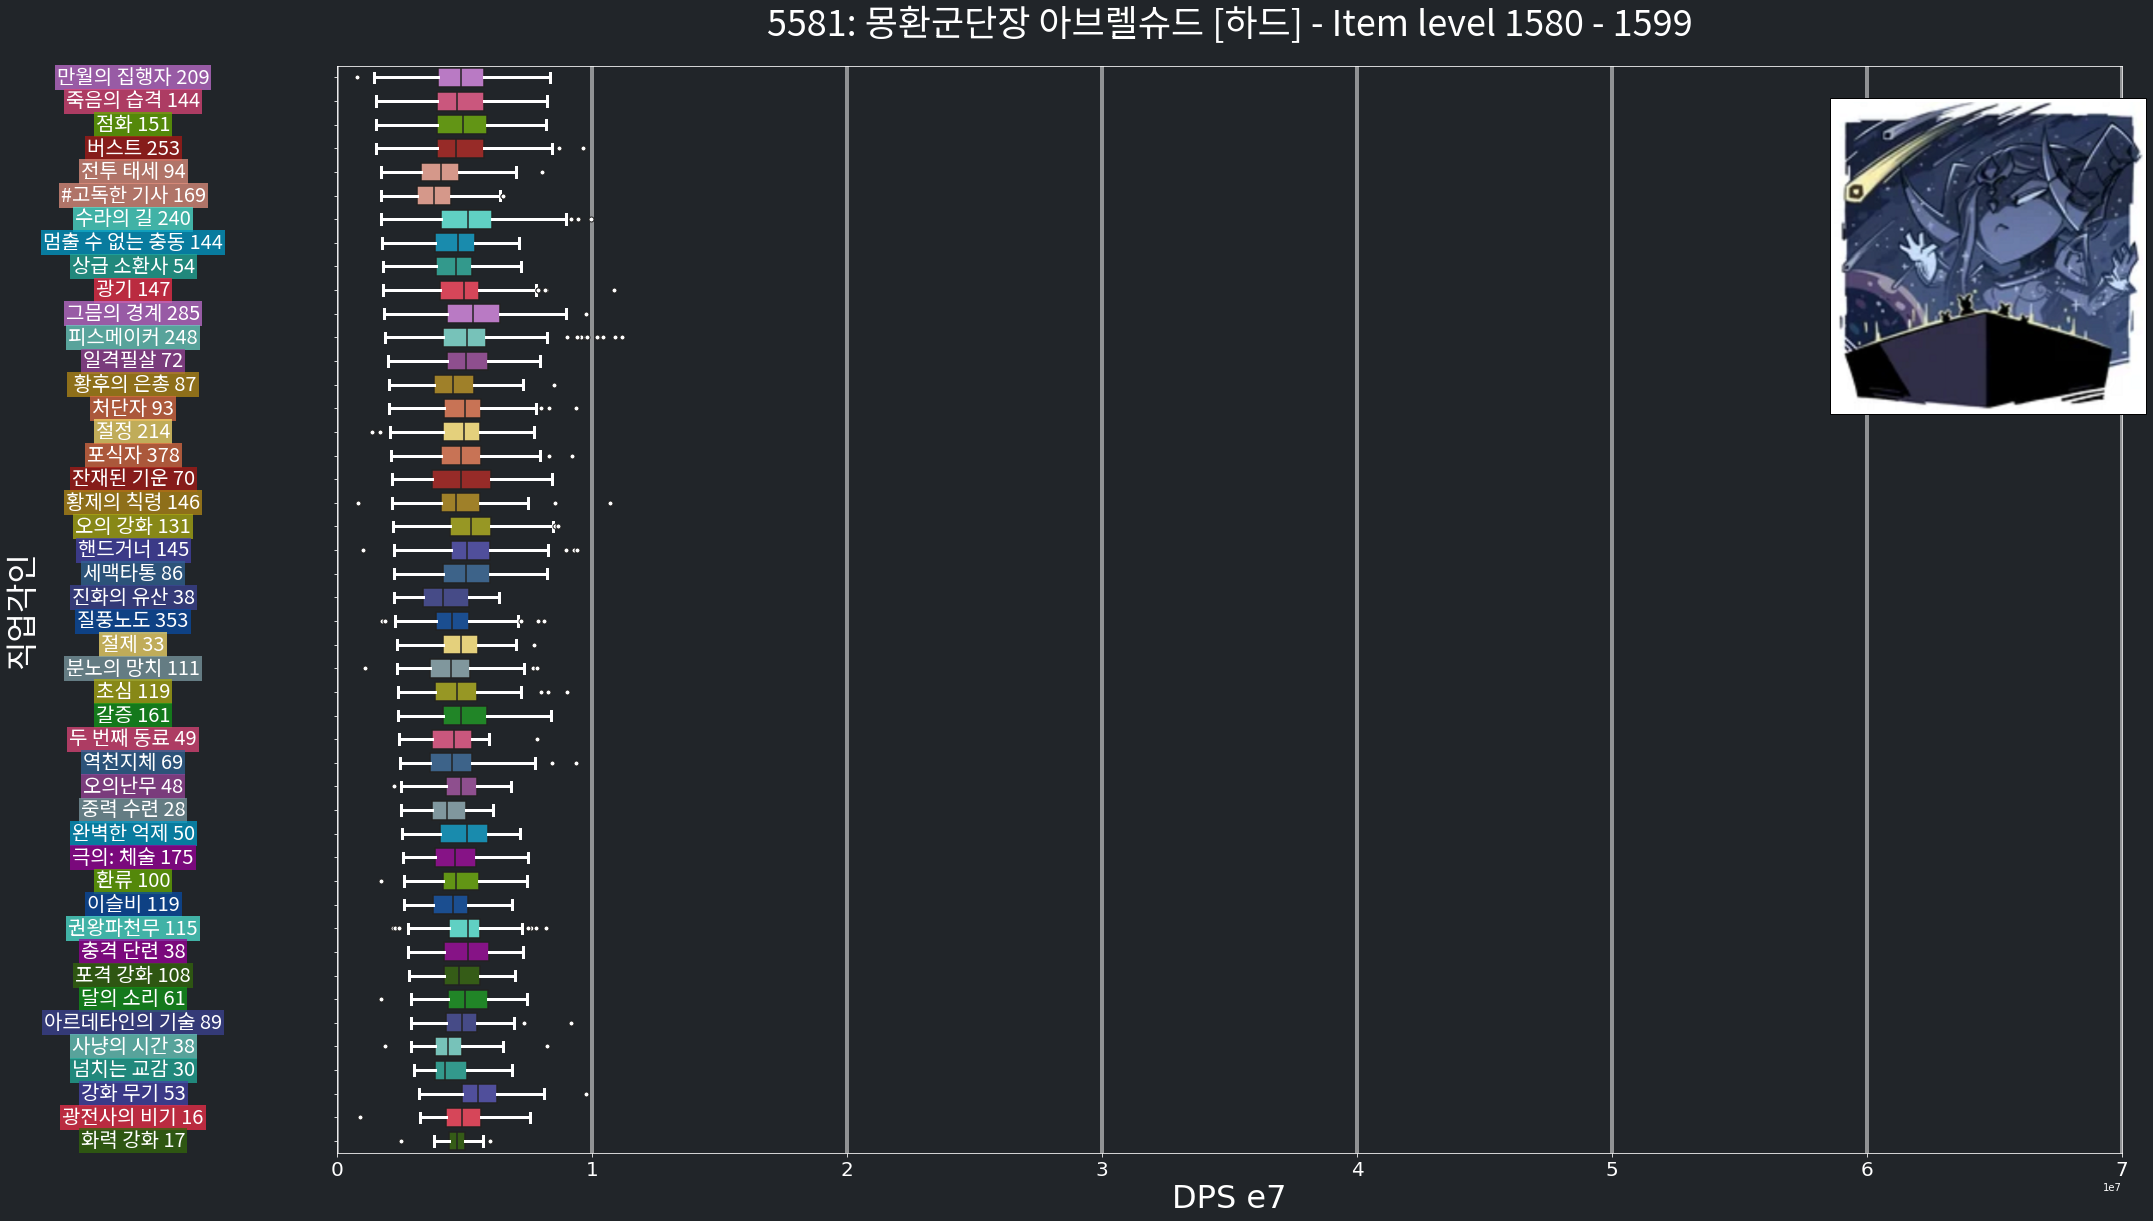 5581: 몽환군단장 아브렐슈드 [하드] - Item level 1580 - 1599
만월의 집행자 209
죽음의 습격 144
점화 151
버스트 253
전투 태세 94
#고독한 기사 169
수라의 길 240
멈출 수 없는 충동 144
상급 소환사 54
광기 147
그믐의 경계 285
피스메이커 248
일격필살 72
황후의 은총 87
처단자 93
절정 214
포식자 378
잔재된 기운 70
황제의 칙령 146
오의 강화 131
핸드거너 145
세맥타통 86
진화의 유산 38
질풍노도 353
절제 33
분노의 망치 111
초심 119
갈증 161
두 번째 동료 49
역천지체 69
오의난무 48
중력 수련 28
완벽한 억제 50
극의: 체술 175
환류 100
이슬비 119
권왕파천무 115
충격 단련 38
포격 강화 108
달의 소리 61
아르데타인의 기술 89
사냥의 시간 38
넘치는 교감 30
강화 무기 53
광전사의 비기 16
화력 강화 17
직업각인
0 1 2 3 4 5 6 7
1e7
DPS e7